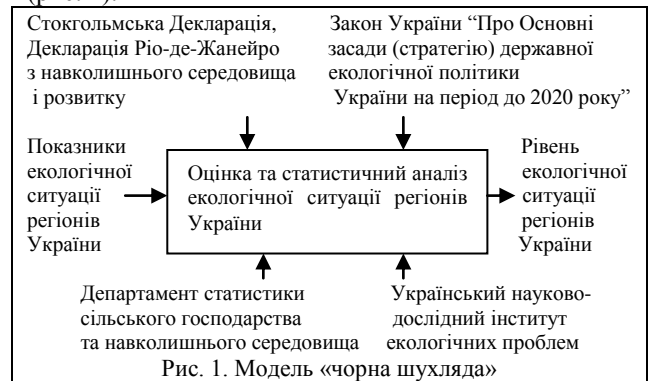 Стокгольмська Декларація,
Декларація Ріо-де-Жанейро
з навколишнього середовища
і розвитку
Закон України “Про Основні
засади (стратегію) державної
екологічної політики
України на період до 2020 року”
Показники
екологічної
ситуації
регіонів
України
Оцінка та статистичний аналіз
екологічної ситуації регіонів
України
Рівень
екологічної
ситуації
регіонів
України
Департамент статистики
сільського господарства
та навколишнього середовища
Український науково-
дослідний інститут
екологічних проблем
Рис. 1. Модель «чорна шухляда»